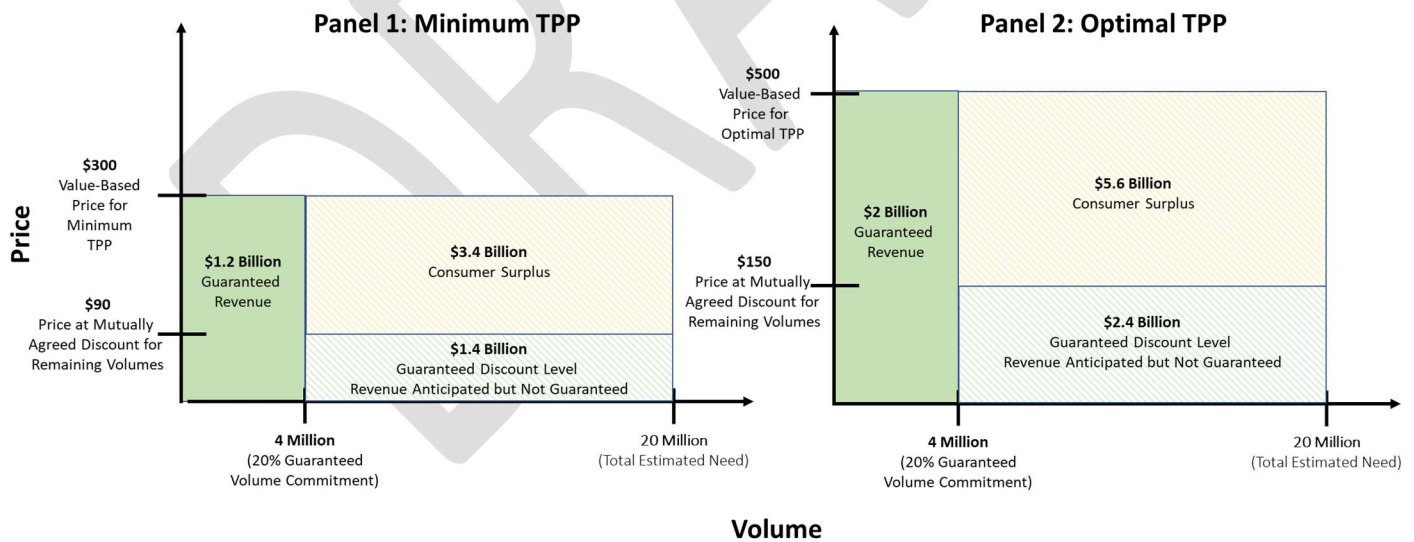 Panel 1: Minimum TPP
$300
Value-Based
Price for
Minimum
TPP
Price
$90
Price at Mutually
Agreed Discount for
Remaining Volumes
$1.2 Billion
Guaranteed
Revenue
$3.4 Billion
Consumer Surplus
$1.4 Billion
Guaranteed Discount Level
Revenue Anticipated but Not Guaranteed
4 Million
(20% Guaranteed
Volume Commitment)
20 Million
(Total Estimated Need)
Panel 2: Optimal TPP
$500
Value-Based
Price for
Optimal TPP
$150
Price at Mutually
Agreed Discount for
Remaining Volumes
$2 Billion
Guaranteed
Revenue
$5.6 Billion
Consumer Surplus
$2.4 Billion
Guaranteed Discount Level
Revenue Anticipated but Not Guaranteed
4 Million
(20% Guaranteed
Volume Commitment)
20 Million
(Total Estimated Need)
Volume